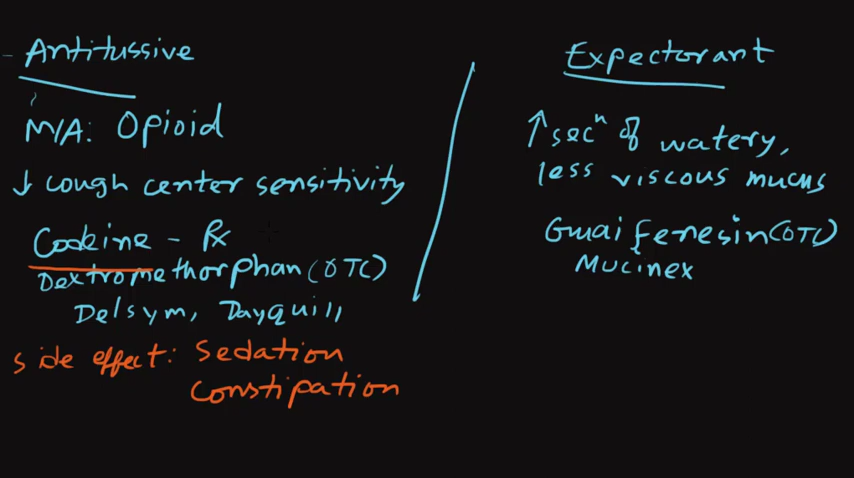 - Antitussive
M/A: Opioid
↓ cough center sensitivity
Codeine - Rx
Dextromethorphan (OTC)
Delsym, Dayquill,
side effect: Sedation
Constipation
Expectorant
↑ secⁿ of watery,
less viscous mucus
Guaifenesin (OTC)
Mucinex